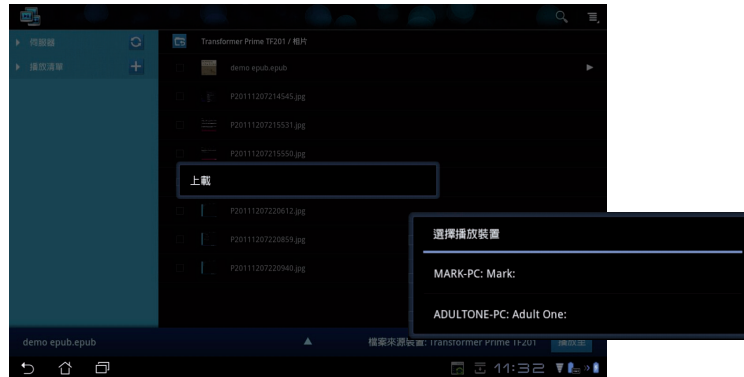 伺服器
播放清單
Transformer Prime TF201 / 相片
demo epub.epub
P20111207214545.jpg
P20111207215531.jpg
P20111207215550.jpg
上載
P20111207220612.jpg
P20111207220859.jpg
P20111207220940.jpg
選擇播放裝置
MARK-PC: Mark:
ADULTONE-PC: Adult One:
demo epub.epub
檔案來源裝置: Transformer Prime TF201
播放至
11:32